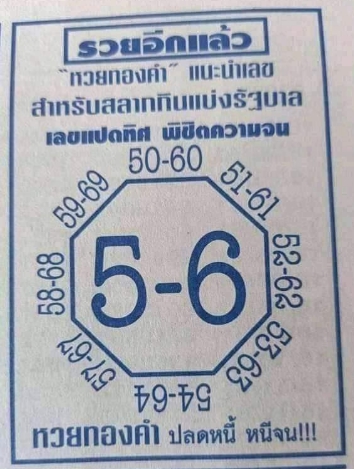 รวยอีกแล้ว
"หวยทองคำ" แนะนำเลข
สำหรับสลากกินแบ่งรัฐบาล
เลขแปดทิศ พิชิตความจน
50-60
51-61
52-62
53-63
54-64
57-67
58-68
59-69
5-6
หวยทองคำ ปลดหนี้ หนีจน!!!